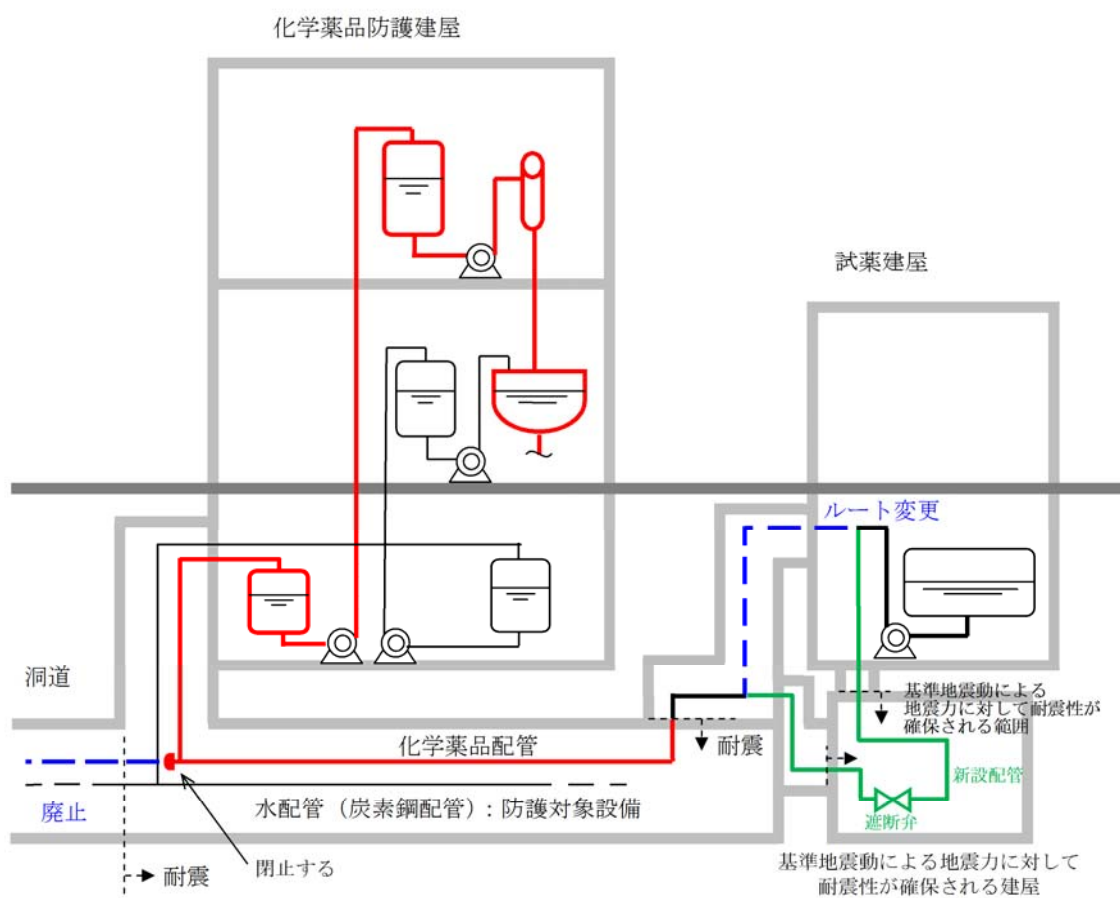 化学薬品防護建屋
試薬建屋
ルート変更
洞道
基準地震動による
地震力に対して耐震性が
確保される範囲
化学薬品配管
耐震
新設配管
廃止
水配管（炭素鋼配管）：防護対象設備
遮断弁
閉止する
耐震
基準地震動による地震力に対して
耐震性が確保される建屋